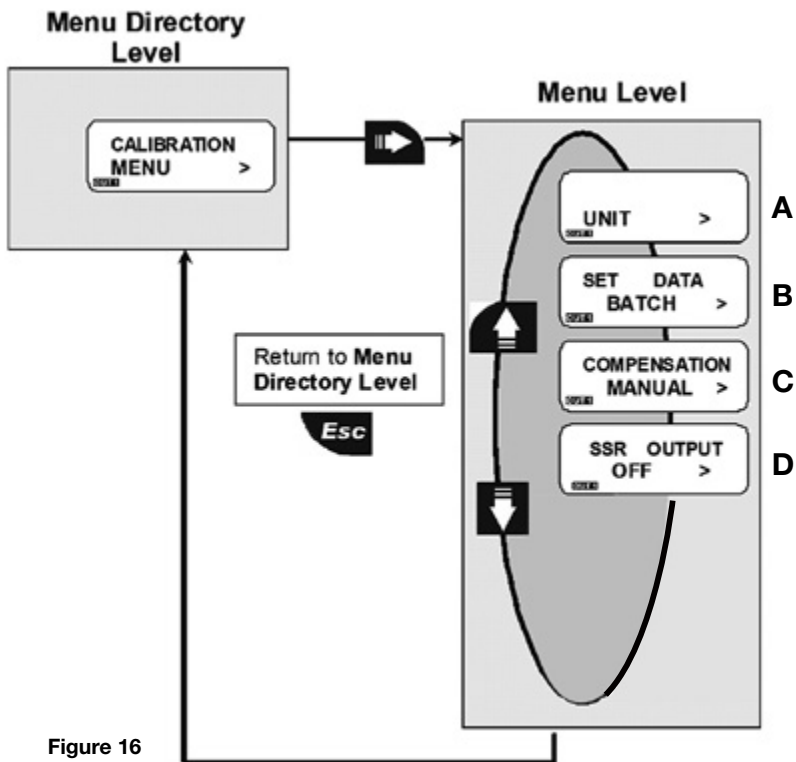 Menu Directory
Level
CALIBRATION
MENU >
Menu Level
UNIT >
A
SET DATA
BATCH >
B
COMPENSATION
MANUAL >
C
SSR OUTPUT
OFF >
D
Return to Menu
Directory Level
Esc
Figure 16